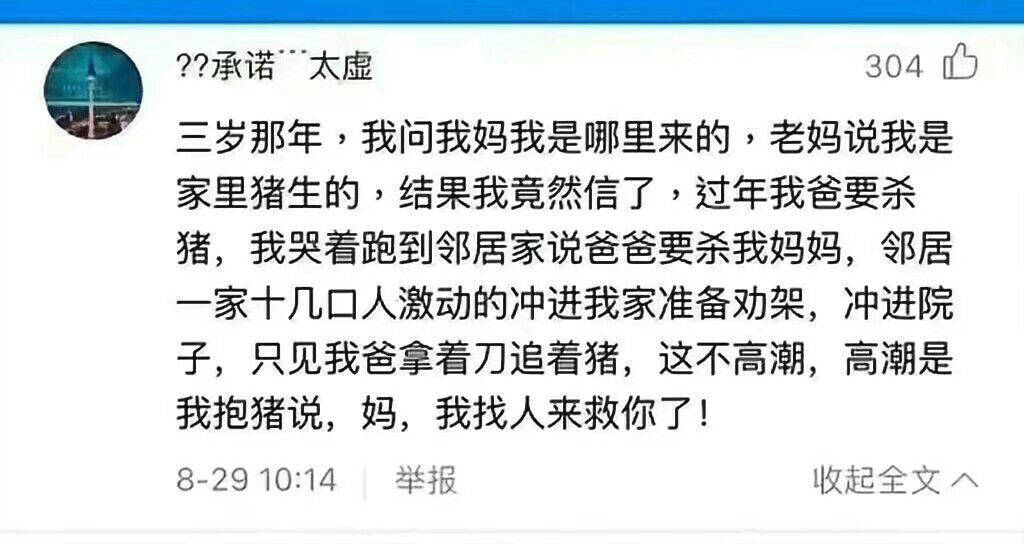 ??承诺﹉太虚
304
三岁那年，我问我妈我是哪里来的，老妈说我是
家里猪生的，结果我竟然信了，过年我爸要杀
猪，我哭着跑到邻居家说爸爸要杀我妈妈，邻居
一家十几口人激动的冲进我家准备劝架，冲进院
子，只见我爸拿着刀追着猪，这不高潮，高潮是
我抱猪说，妈，我找人来救你了！
8-29 10:14 举报
收起全文